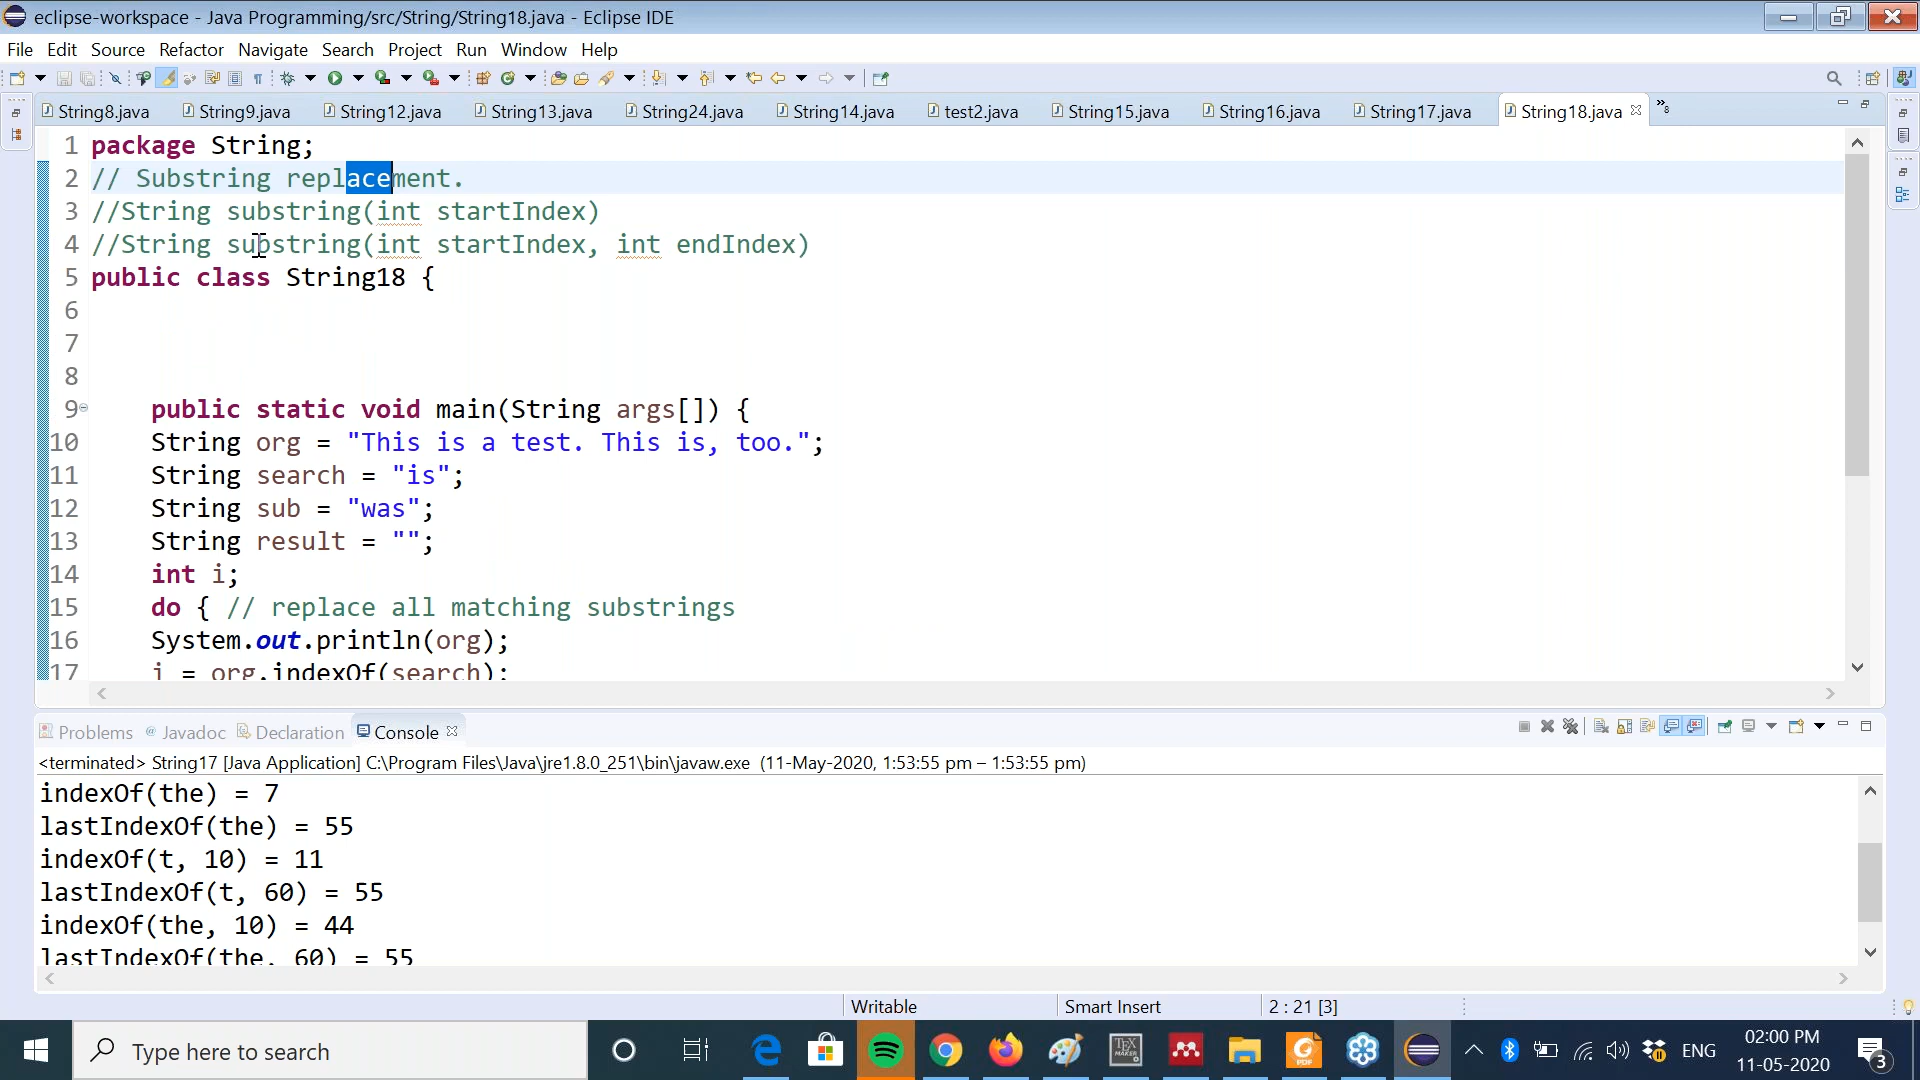 eclipse-workspace - Java Programming/src/String/String18.java - Eclipse IDE
File Edit Source Refactor Navigate Search Project Run Window Help
String8.java String9.java String12.java String13.java String24.java String14.java test2.java String15.java String16.java String17.java String18.java »8
1 package String;
2 // Substring replacement.
3 //String substring(int startIndex)
4 //String substring(int startIndex, int endIndex)
5 public class String18 {
6
7
8
9 public static void main(String args[]) {
10 String org = "This is a test. This is, too.";
11 String search = "is";
12 String sub = "was";
13 String result = "";
14 int i;
15 do { // replace all matching substrings
16 System.out.println(org);
17 i = org.indexOf(search);
Problems @ Javadoc Declaration Console
<terminated> String17 [Java Application] C:\Program Files\Java\jre1.8.0_251\bin\javaw.exe (11-May-2020, 1:53:55 pm – 1:53:55 pm)
indexOf(the) = 7
lastIndexOf(the) = 55
indexOf(t, 10) = 11
lastIndexOf(t, 60) = 55
indexOf(the, 10) = 44
lastIndexOf(the, 60) = 55
Writable Smart Insert 2 : 21 [3]
Type here to search
TEX MAKER
PDF
ENG
02:00 PM
11-05-2020
3